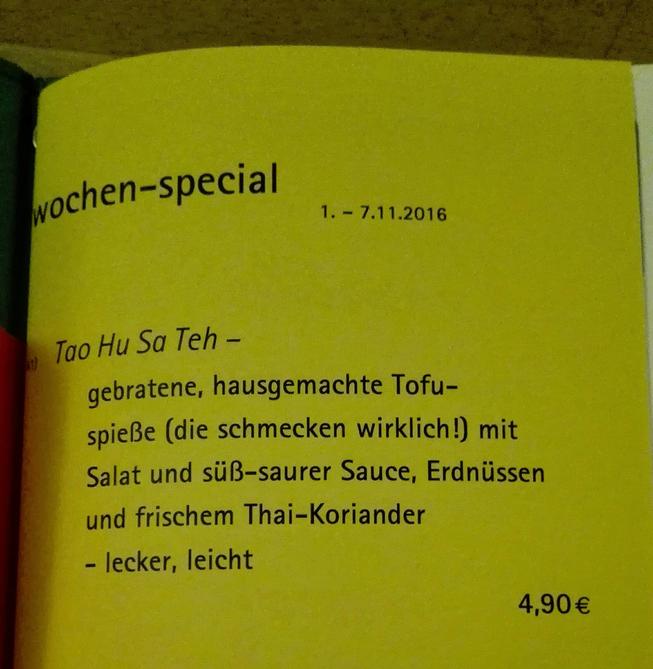 wochen-special
1. – 7.11.2016
Tao Hu Sa Teh –
gebratene, hausgemachte Tofu-
spieße (die schmecken wirklich!) mit
Salat und süß-saurer Sauce, Erdnüssen
und frischem Thai-Koriander
- lecker, leicht
4,90 €